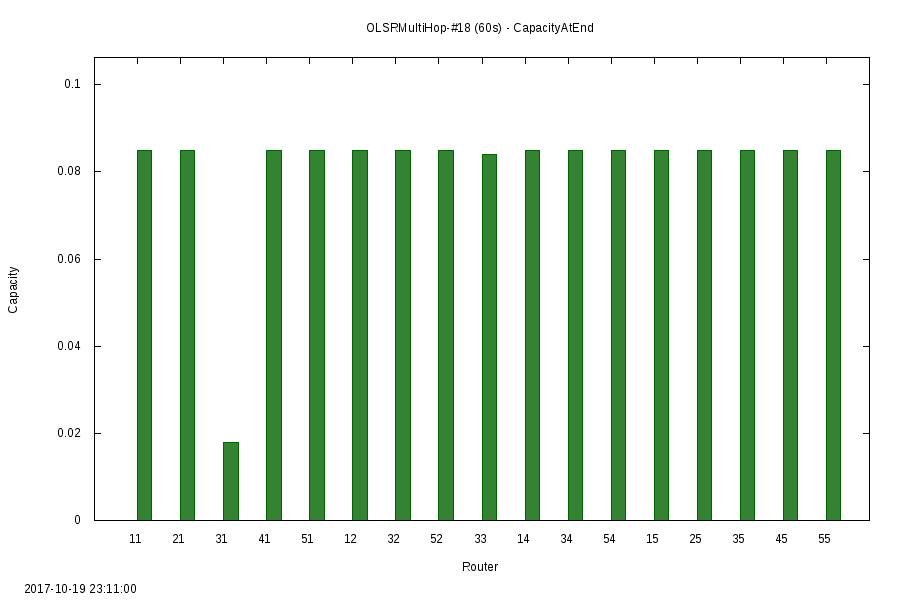 OLSRMultiHop-#18 (60s) - CapacityAtEnd
0.1
0.08
0.06
0.04
0.02
0
Capacity
11 21 31 41 51 12 32 52 33 14 34 54 15 25 35 45 55
Router
2017-10-19 23:11:00